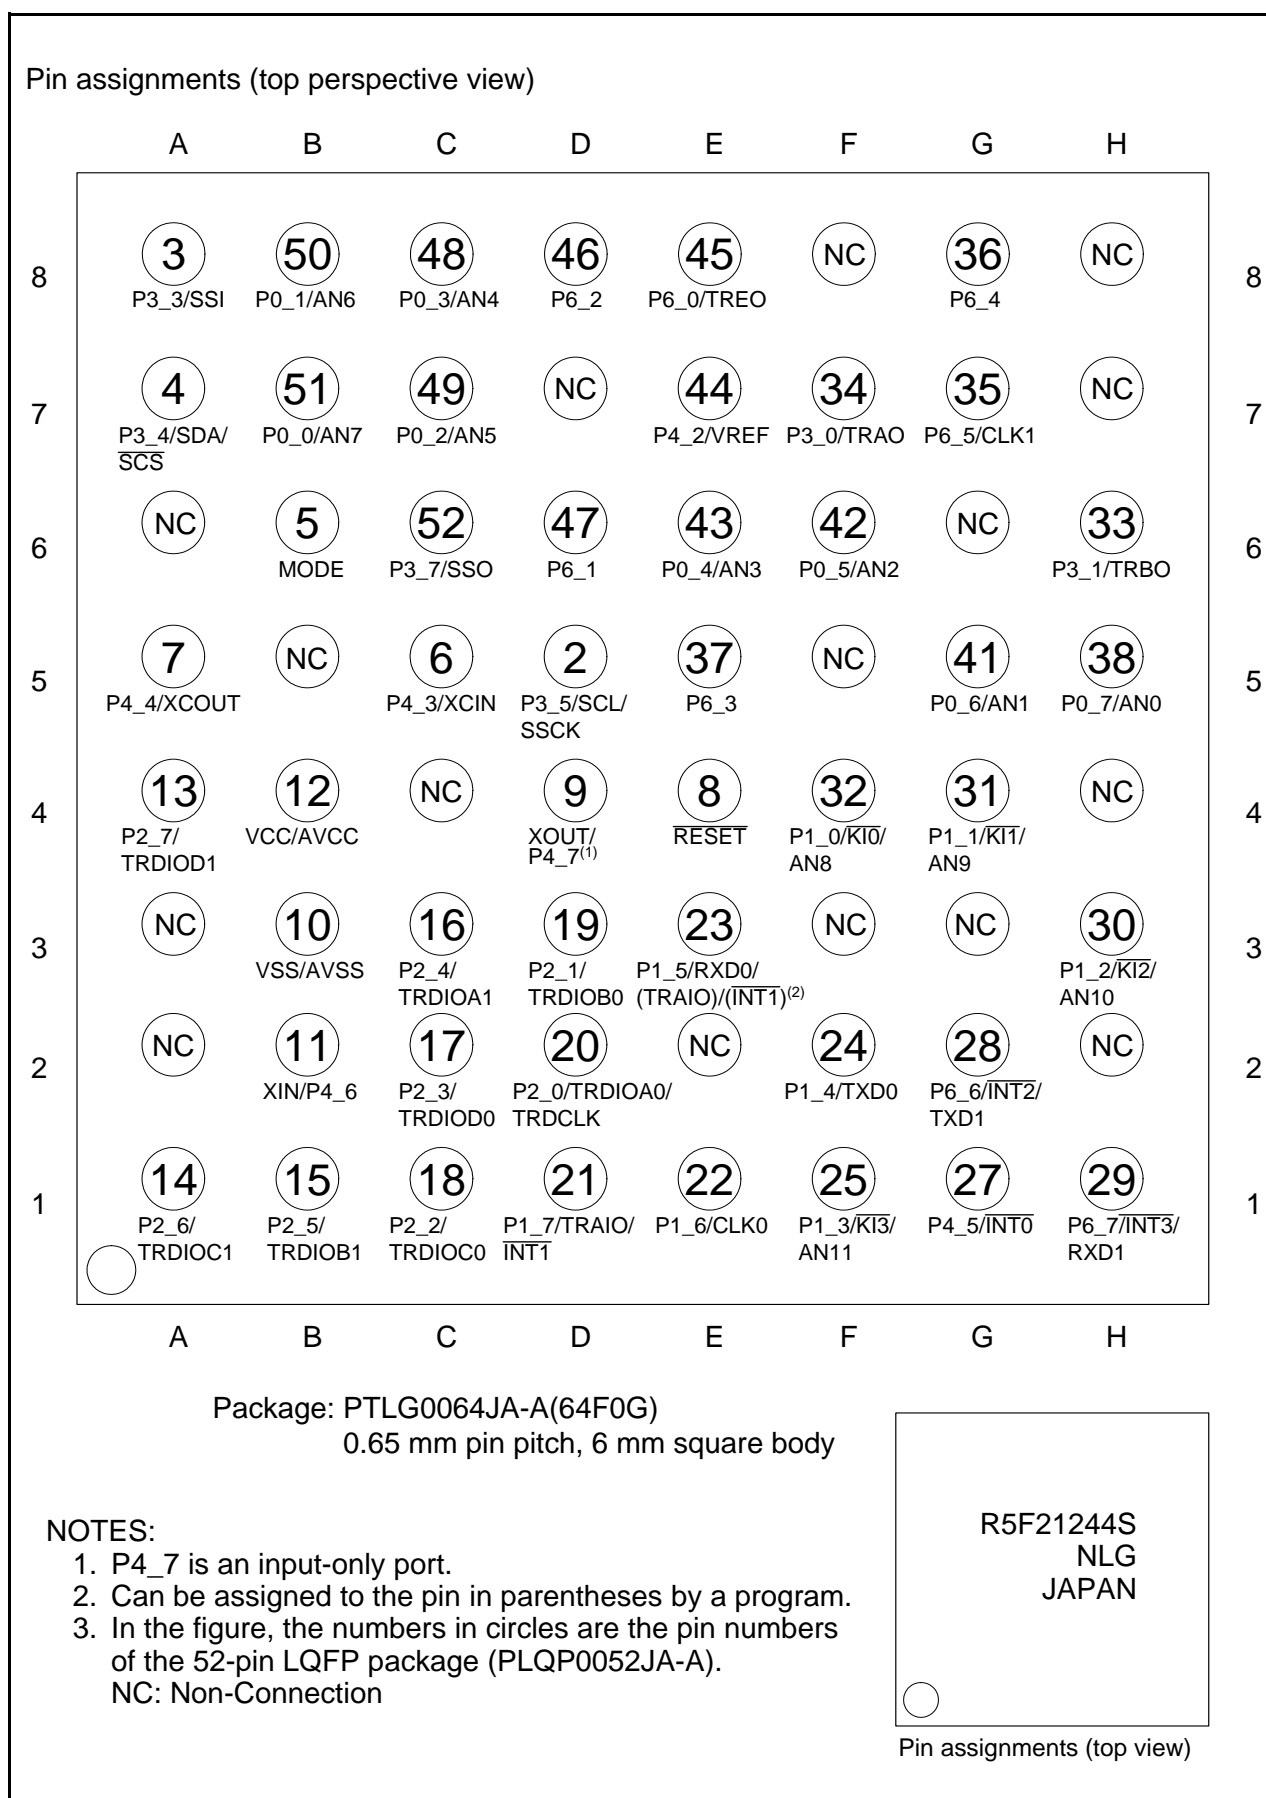 Pin assignments (top perspective view)
A B C D E F G H
8 3 50 48 46 45 NC 36 NC 8
P3_3/SSI P0_1/AN6 P0_3/AN4 P6_2 P6_0/TREO P6_4
7 4 51 49 NC 44 34 35 NC 7
P3_4/SDA/ P0_0/AN7 P0_2/AN5 P4_2/VREF P3_0/TRAO P6_5/CLK1
SCS
6 NC 5 52 47 43 42 NC 33 6
MODE P3_7/SSO P6_1 P0_4/AN3 P0_5/AN2 P3_1/TRBO
5 7 NC 6 2 37 NC 41 38 5
P4_4/XCOUT P4_3/XCIN P3_5/SCL/ P6_3 P0_6/AN1 P0_7/AN0
SSCK
4 13 12 NC 9 8 32 31 NC 4
P2_7/ VCC/AVCC XOUT/ RESET P1_0/KI0/ P1_1/KI1/
TRDIOD1 P4_7(1) AN8 AN9
3 NC 10 16 19 23 NC NC 30 3
VSS/AVSS P2_4/ P2_1/ P1_5/RXD0/ P1_2/KI2/
TRDIOA1 TRDIOB0 (TRAIO)/(INT1)(2) AN10
2 NC 11 17 20 NC 24 28 NC 2
XIN/P4_6 P2_3/ P2_0/TRDIOA0/ P1_4/TXD0 P6_6/INT2/
TRDIOD0 TRDCLK TXD1
1 14 15 18 21 22 25 27 29 1
P2_6/ P2_5/ P2_2/ P1_7/TRAIO/ P1_6/CLK0 P1_3/KI3/ P4_5/INT0 P6_7/INT3/
TRDIOC1 TRDIOB1 TRDIOC0 INT1 AN11 RXD1
A B C D E F G H
Package: PTLG0064JA-A(64F0G)
0.65 mm pin pitch, 6 mm square body
NOTES:
1. P4_7 is an input-only port.
2. Can be assigned to the pin in parentheses by a program.
3. In the figure, the numbers in circles are the pin numbers
of the 52-pin LQFP package (PLQP0052JA-A).
NC: Non-Connection
R5F21244S
NLG
JAPAN
Pin assignments (top view)